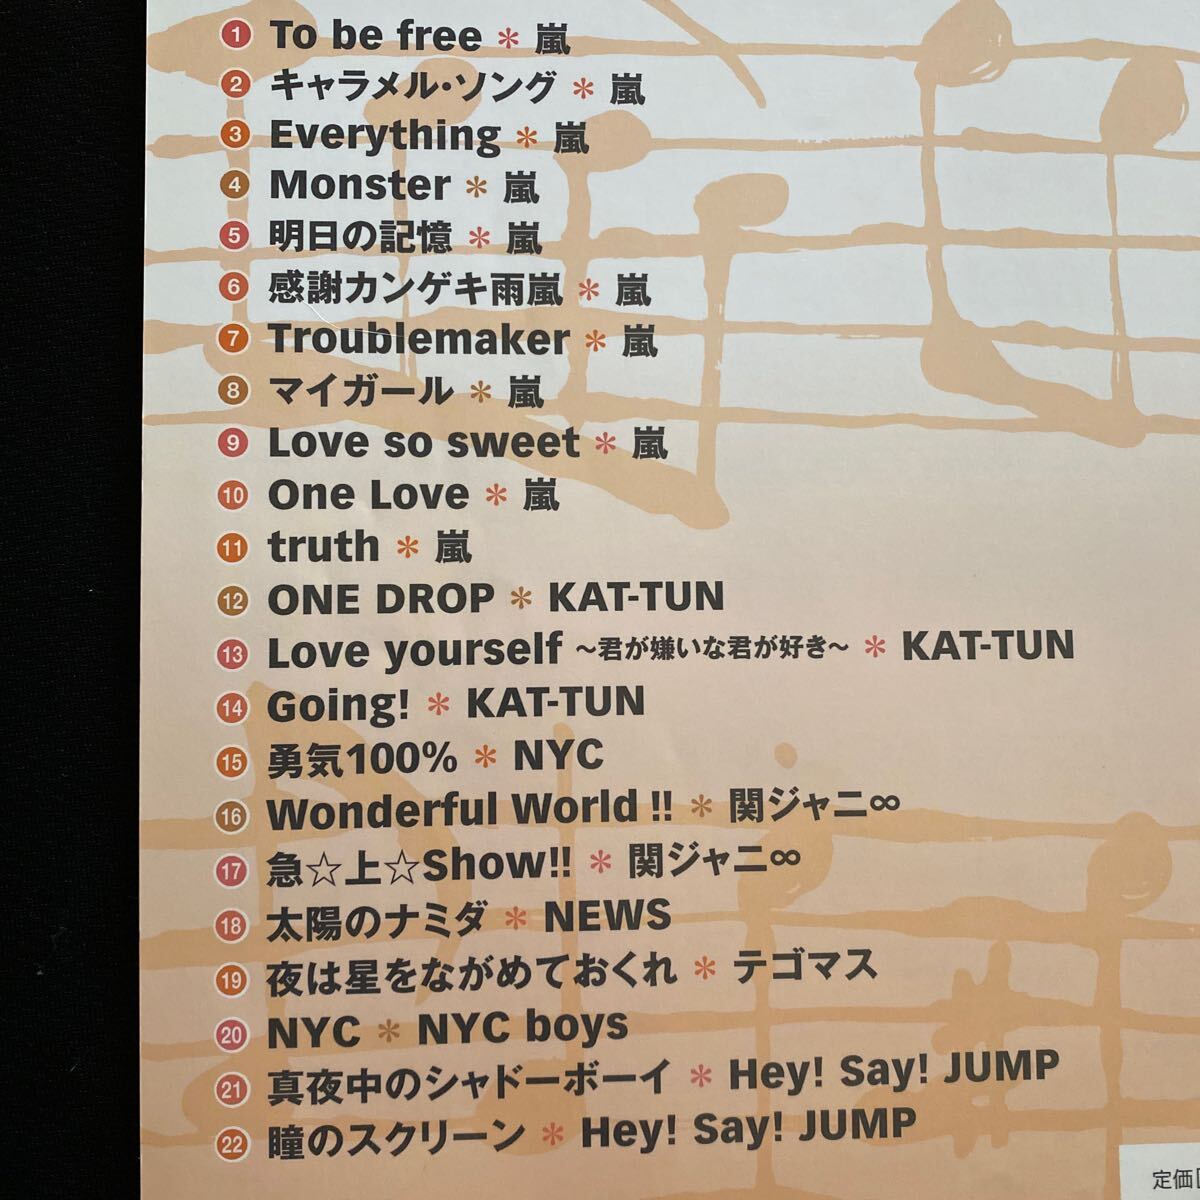 1 To be free * 嵐
2 キャラメル・ソング * 嵐
3 Everything * 嵐
4 Monster * 嵐
5 明日の記憶 * 嵐
6 感謝カンゲキ雨嵐 * 嵐
7 Troublemaker * 嵐
8 マイガール * 嵐
9 Love so sweet * 嵐
10 One Love * 嵐
11 truth * 嵐
12 ONE DROP * KAT-TUN
13 Love yourself ～君が嫌いな君が好き～ * KAT-TUN
14 Going! * KAT-TUN
15 勇気100% * NYC
16 Wonderful World !! * 関ジャニ∞
17 急☆上☆Show!! * 関ジャニ∞
18 太陽のナミダ * NEWS
19 夜は星をながめておくれ * テゴマス
20 NYC * NYC boys
21 真夜中のシャドーボーイ * Hey! Say! JUMP
22 瞳のスクリーン * Hey! Say! JUMP
定価